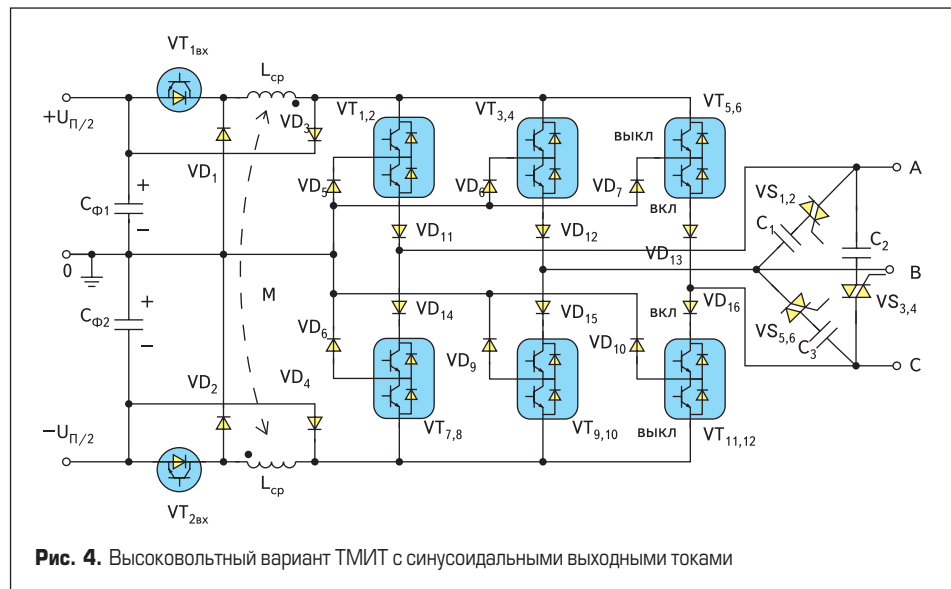 VT1вх
Lср
+UП/2
VD3
VD1
VT1,2
VT3,4
VT5,6
ВЫКЛ
VD5
VD6
VD7
ВКЛ
A
VS1,2
CФ1
+
−
VD11
VD12
VD13
C1
C2
0
M
B
CФ2
+
−
VD6
VD14
VD15
VD16
ВКЛ
VS3,4
VS5,6
C3
VD9
VD10
VD2
VD4
C
−UП/2
VT7,8
VT9,10
ВЫКЛ
VT11,12
Lср
VT2вх
Рис. 4. Высоковольтный вариант ТМИТ с синусоидальными выходными токами